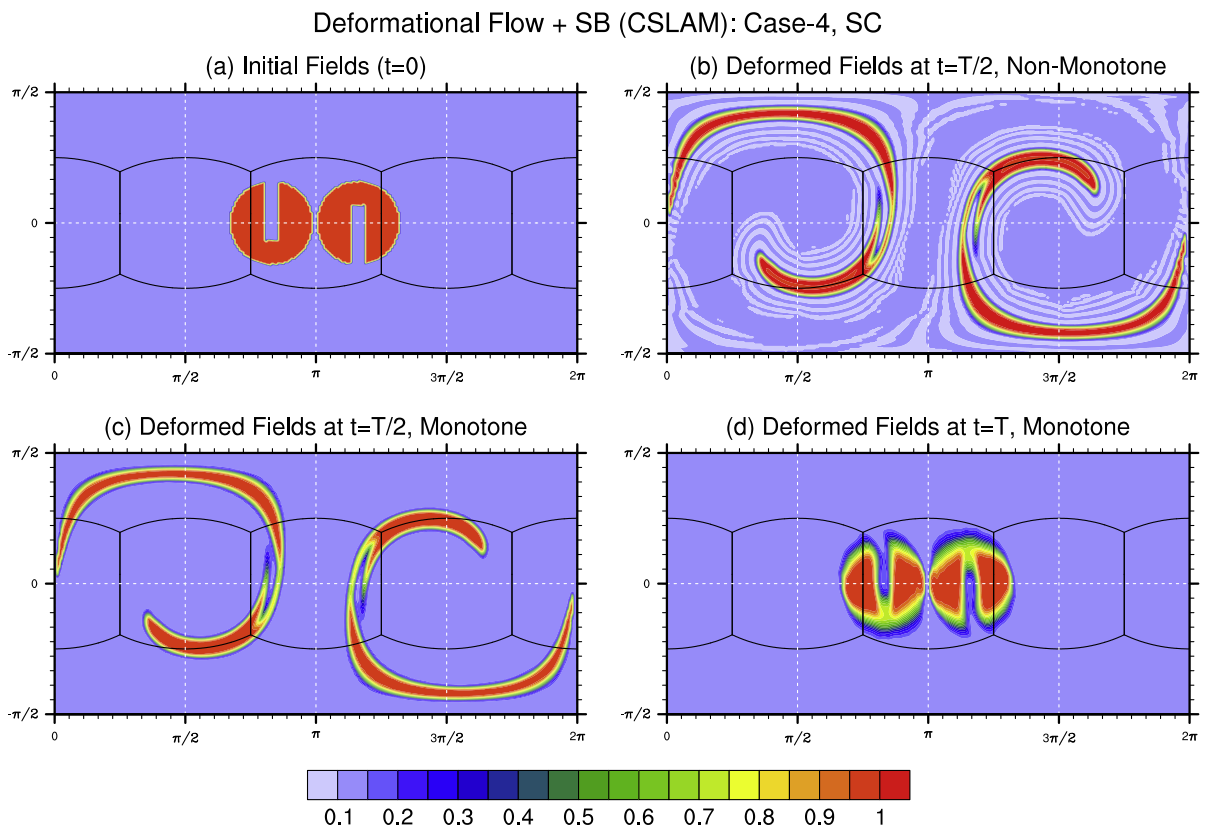 Deformational Flow + SB (CSLAM): Case-4, SC
(a) Initial Fields (t=0)
π/2
0
-π/2
0 π/2 π 3π/2 2π
(b) Deformed Fields at t=T/2, Non-Monotone
π/2
0
-π/2
0 π/2 π 3π/2 2π
(c) Deformed Fields at t=T/2, Monotone
π/2
0
-π/2
0 π/2 π 3π/2 2π
(d) Deformed Fields at t=T, Monotone
π/2
0
-π/2
0 π/2 π 3π/2 2π
0.1 0.2 0.3 0.4 0.5 0.6 0.7 0.8 0.9 1